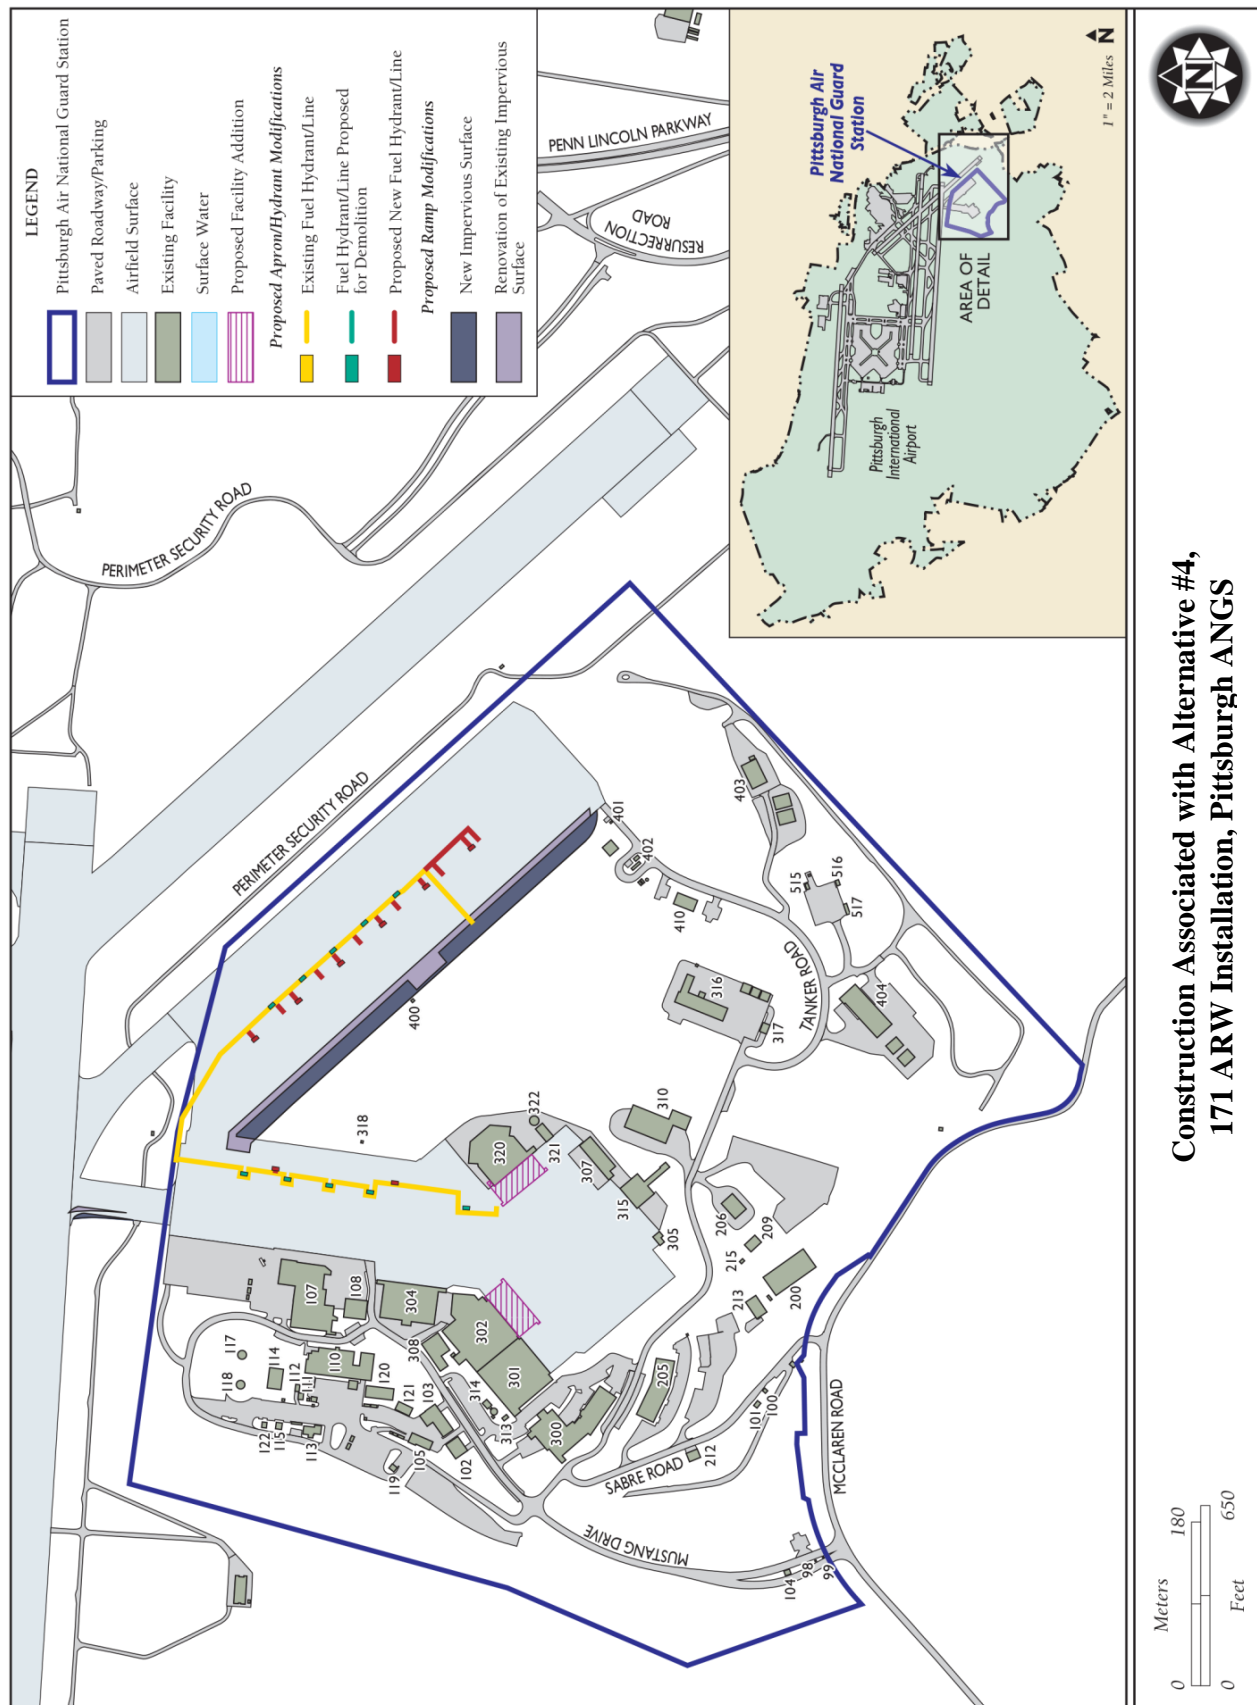 LEGEND
Pittsburgh Air National Guard Station
Paved Roadway/Parking
Airfield Surface
Existing Facility
Surface Water
Proposed Facility Addition
Proposed Apron/Hydrant Modifications
Existing Fuel Hydrant/Line
Fuel Hydrant/Line Proposed
for Demolition
Proposed New Fuel Hydrant/Line
Proposed Ramp Modifications
New Impervious Surface
Renovation of Existing Impervious
Surface
PENN LINCOLN PARKWAY
RESURRECTION
ROAD
PERIMETER SECURITY ROAD
PERIMETER SECURITY ROAD
Pittsburgh Air
National Guard
Station
AREA OF
DETAIL
Pittsburgh
International
Airport
1" = 2 Miles
N
N
401
402
403
410
515
516
517
TANKER ROAD
404
316
317
400
318
322
320
321
307
310
315
305
206
209
215
213
200
107
108
304
302
308
301
314
313
300
205
117
118
114
112
111
110
120
121
103
122
115
113
119
105
102
101
100
212
SABRE ROAD
MUSTANG DRIVE
MCCLAREN ROAD
104
98
99
Construction Associated with Alternative #4,
171 ARW Installation, Pittsburgh ANGS
Meters
0
180
0
650
Feet